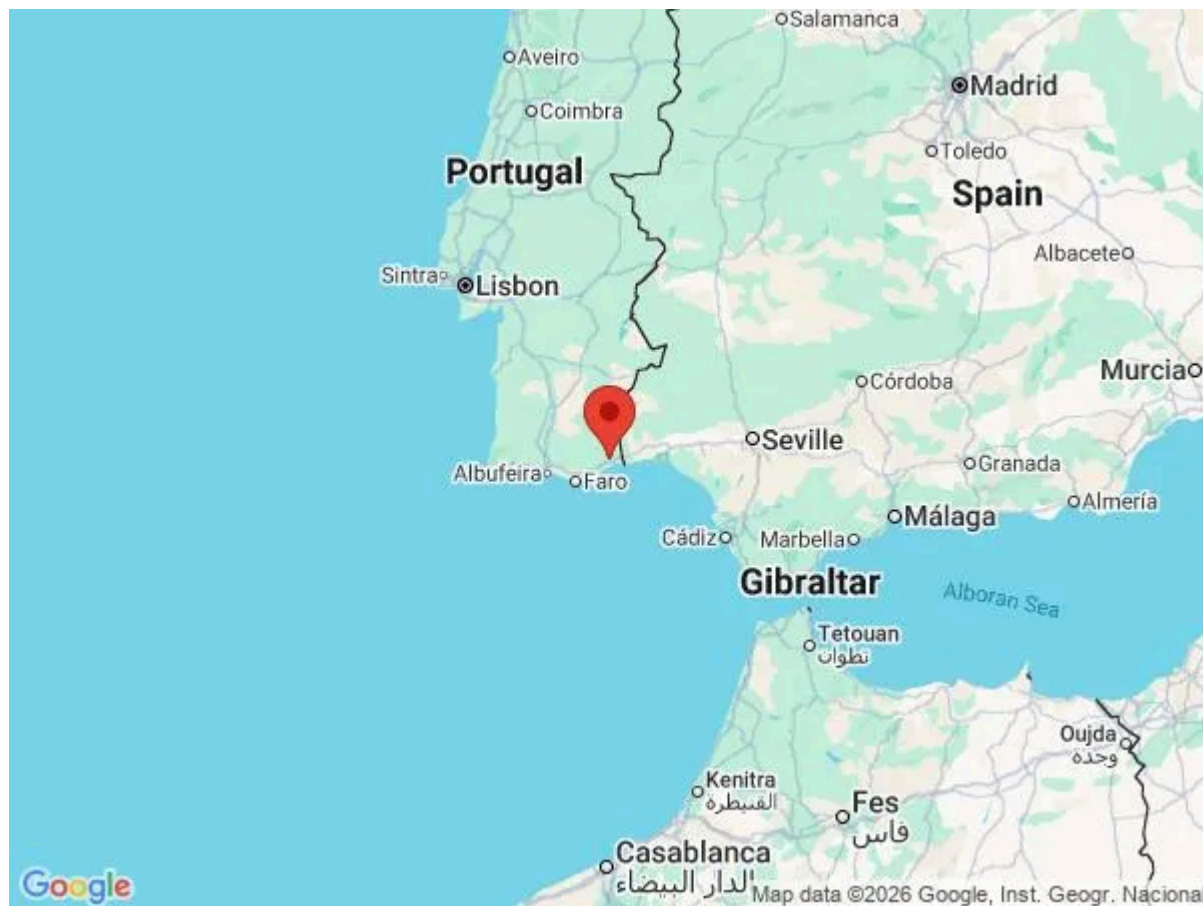 Salamanca
Aveiro
Madrid
Coimbra
Toledo
Portugal
Spain
Albacete
Sintra
Lisbon
Murcia
Córdoba
Seville
Granada
Albufeira
Faro
Almería
Málaga
Cádiz
Marbella
Gibraltar
Alboran Sea
Tetouan
تطوان
Oujda
وجدة
Kenitra
القنيطرة
Fes
فاس
Casablanca
الدار البيضاء
Google
Map data ©2026 Google, Inst. Geogr. Nacional